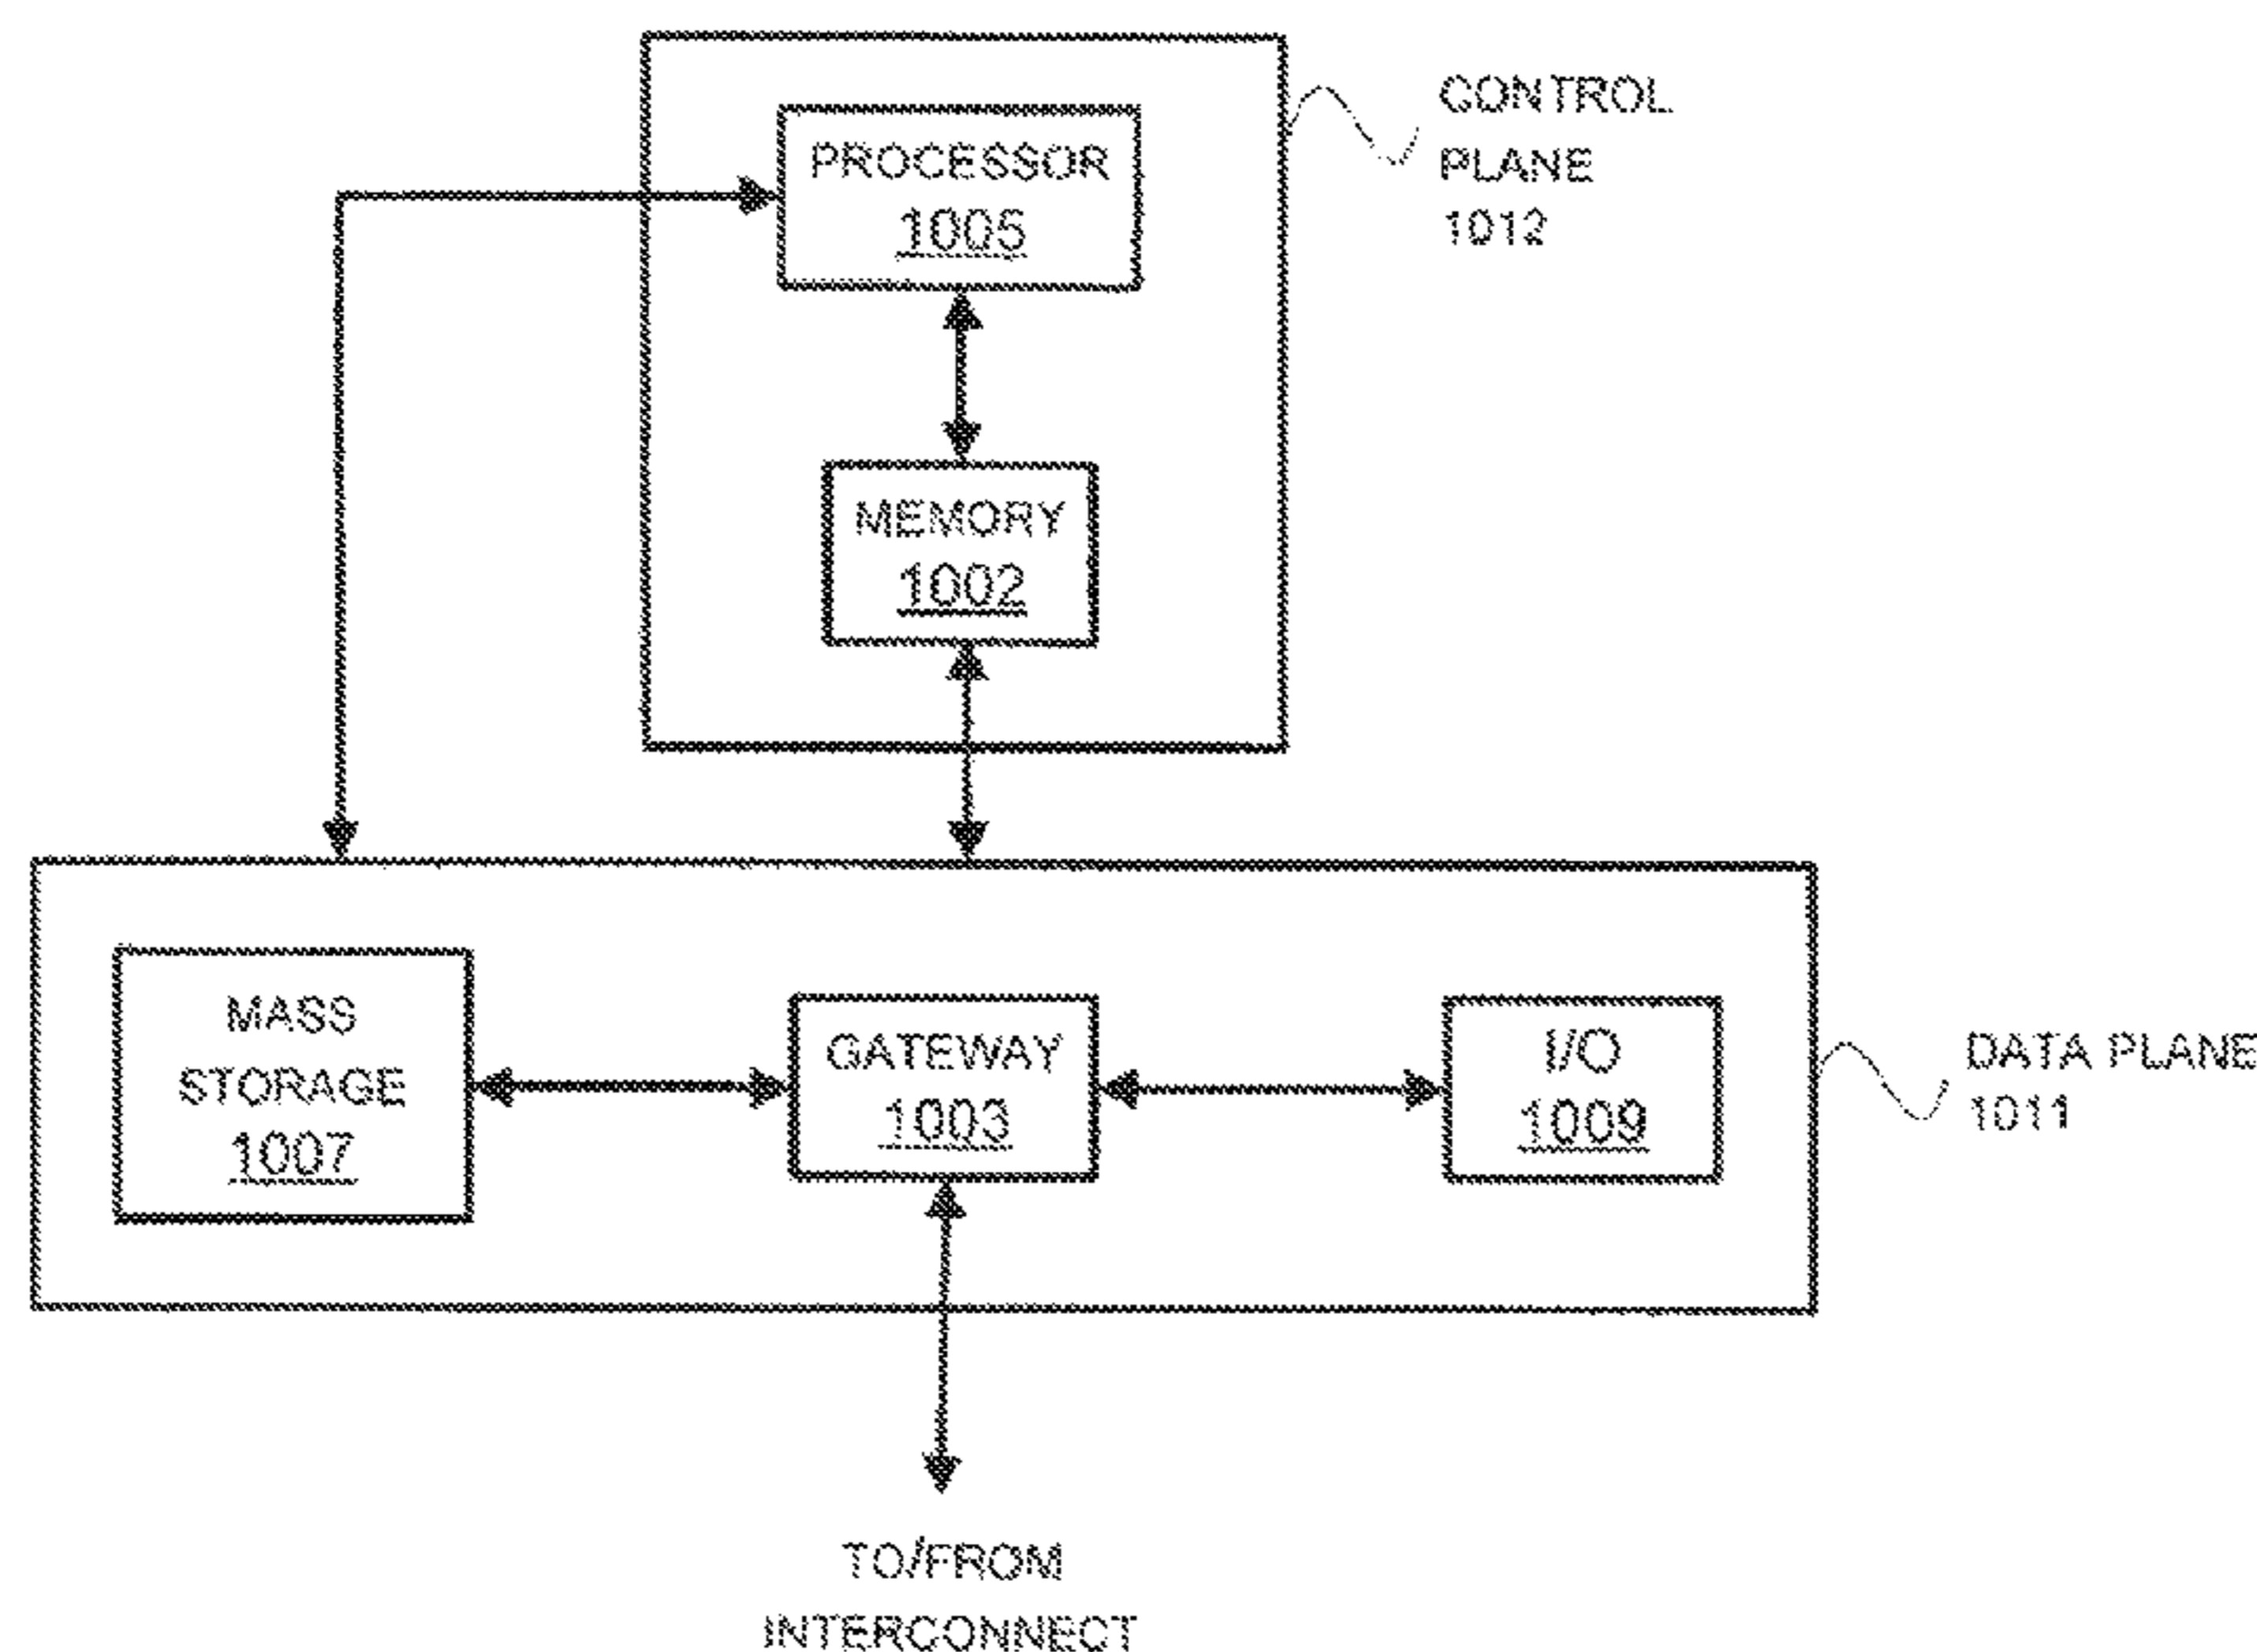 PROCESSOR
1005
CONTROL
PLANE
1012
MEMORY
1002
MASS
STORAGE
1007
GATEWAY
1003
I/O
1009
DATA PLANE
1011
TO/FROM
INTERCONNECT